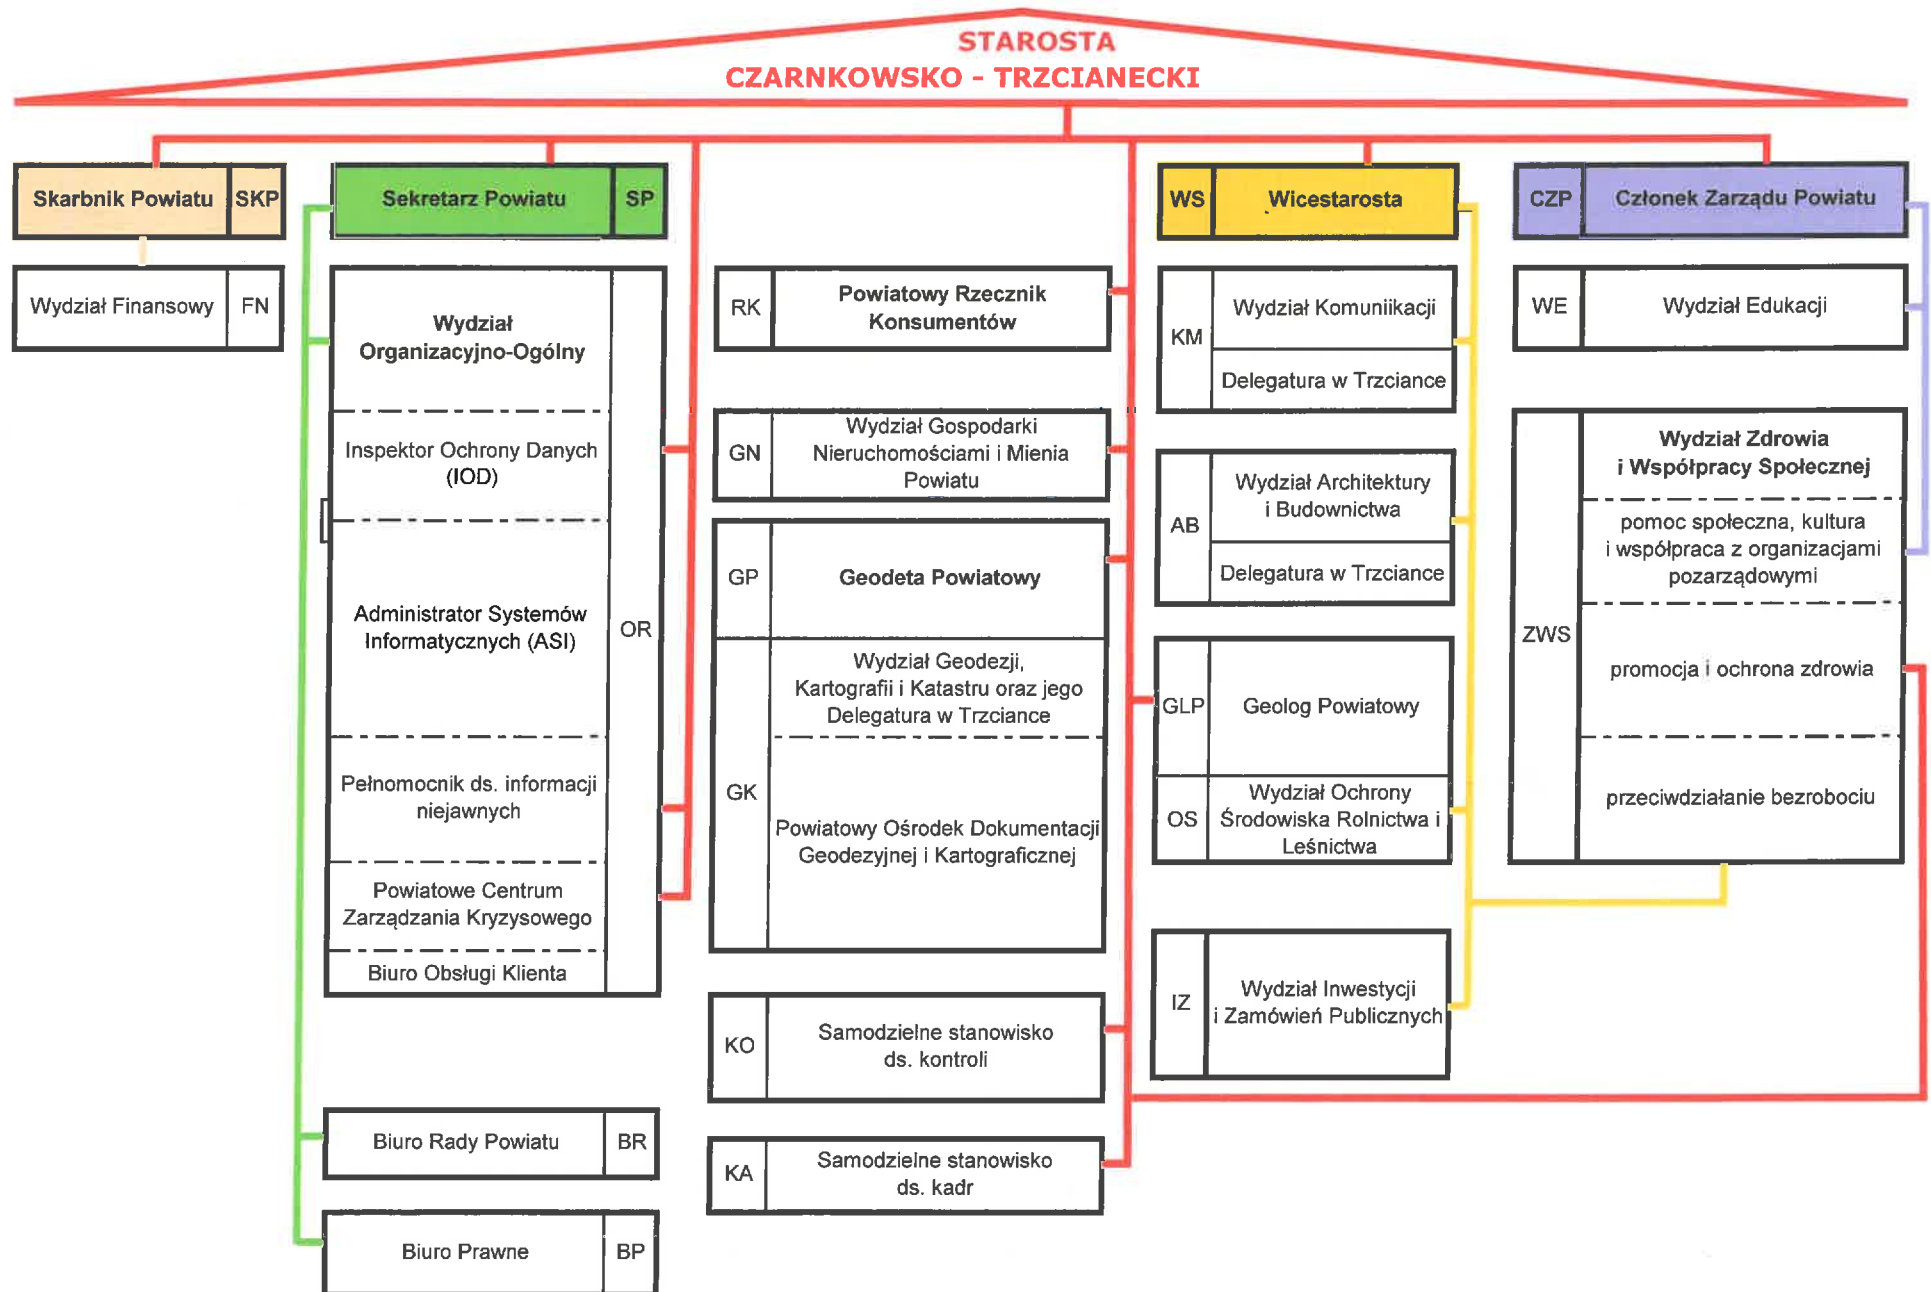 STAROSTA
CZARNKOWSKO - TRZCIANECKI
Skarbnik Powiatu SKP
Wydział Finansowy FN
Sekretarz Powiatu SP
Wydział
Organizacyjno-Ogólny
Inspektor Ochrony Danych
(IOD)
Administrator Systemów
Informatycznych (ASI)
OR
Pełnomocnik ds. informacji
niejawnych
Powiatowe Centrum
Zarządzania Kryzysowego
Biuro Obsługi Klienta
Biuro Rady Powiatu BR
Biuro Prawne BP
RK
Powiatowy Rzecznik
Konsumentów
GN
Wydział Gospodarki
Nieruchomościami i Mienia
Powiatu
GP Geodeta Powiatowy
GK
Wydział Geodezji,
Kartografii i Katastru oraz jego
Delegatura w Trzciance
Powiatowy Ośrodek Dokumentacji
Geodezyjnej i Kartograficznej
KO
Samodzielne stanowisko
ds. kontroli
KA
Samodzielne stanowisko
ds. kadr
WS Wicestarosta
KM
Wydział Komuniikacji
Delegatura w Trzciance
AB
Wydział Architektury
i Budownictwa
Delegatura w Trzciance
GLP Geolog Powiatowy
OS
Wydział Ochrony
Środowiska Rolnictwa i
Leśnictwa
IZ
Wydział Inwestycji
i Zamówień Publicznych
CZP Członek Zarządu Powiatu
WE Wydział Edukacji
ZWS
Wydział Zdrowia
i Współpracy Społecznej
pomoc społeczna, kultura
i współpraca z organizacjami
pozarządowymi
promocja i ochrona zdrowia
przeciwdziałanie bezrobociu